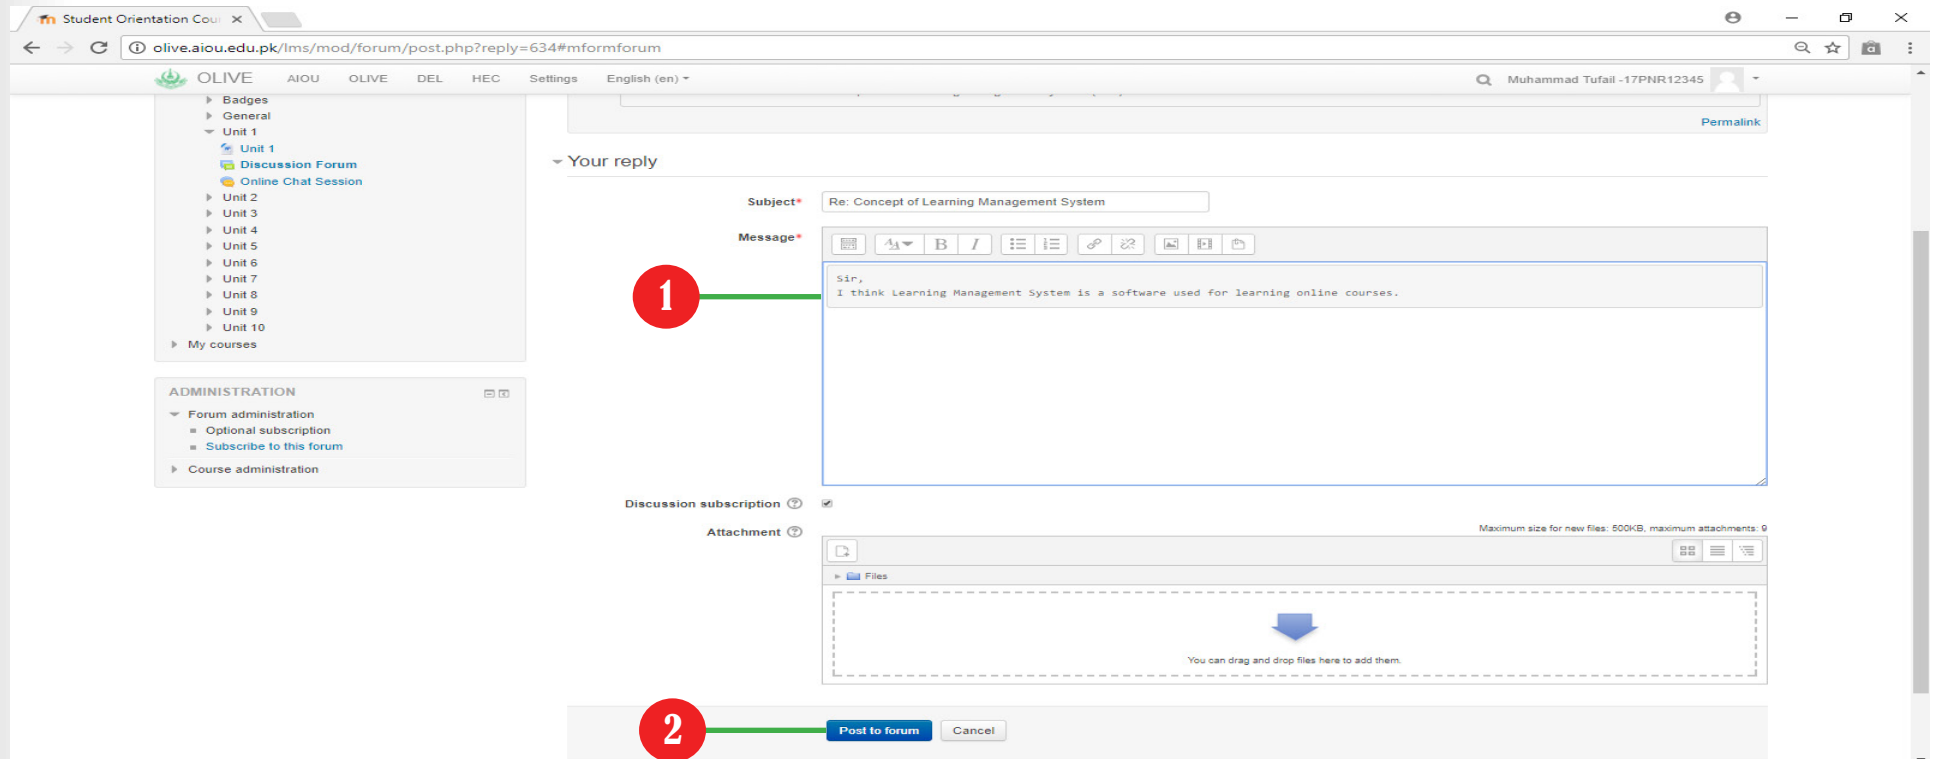 Student Orientation Cou
olive.aiou.edu.pk/lms/mod/forum/post.php?reply=634#mformforum
OLIVE AIOU OLIVE DEL HEC Settings English (en) Muhammad Tufail -17PNR12345
Badges
General
Unit 1
Unit 1
Discussion Forum
Online Chat Session
Unit 2
Unit 3
Unit 4
Unit 5
Unit 6
Unit 7
Unit 8
Unit 9
Unit 10
My courses
ADMINISTRATION
Forum administration
Optional subscription
Subscribe to this forum
Course administration
Permalink
Your reply
Subject* Re: Concept of Learning Management System
Message*
1
Sir,
I think Learning Management System is a software used for learning online courses.
Discussion subscription
Attachment
Maximum size for new files: 500KB, maximum attachments: 9
Files
You can drag and drop files here to add them.
2
Post to forum Cancel